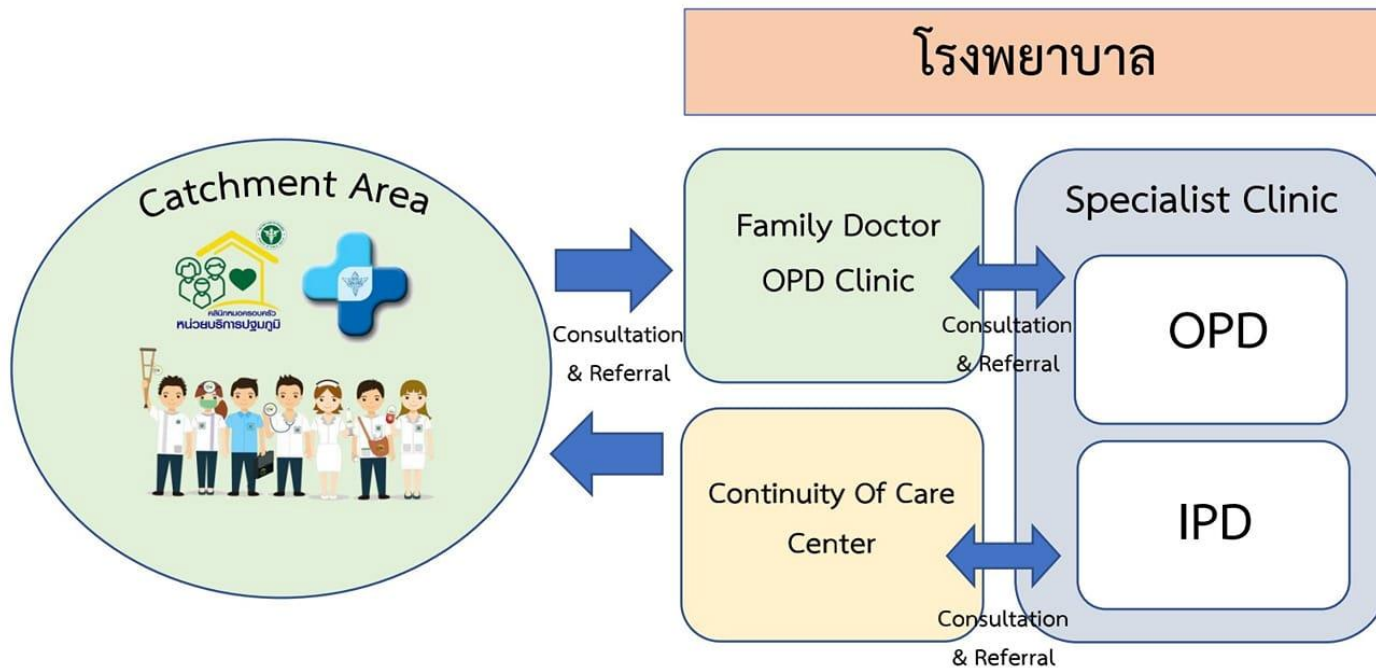 โรงพยาบาล
Catchment Area
คลินิกหมอครอบครัว
หน่วยบริการปฐมภูมิ
Consultation
& Referral
Family Doctor
OPD Clinic
Consultation
& Referral
Specialist Clinic
OPD
IPD
Continuity Of Care
Center
Consultation
& Referral